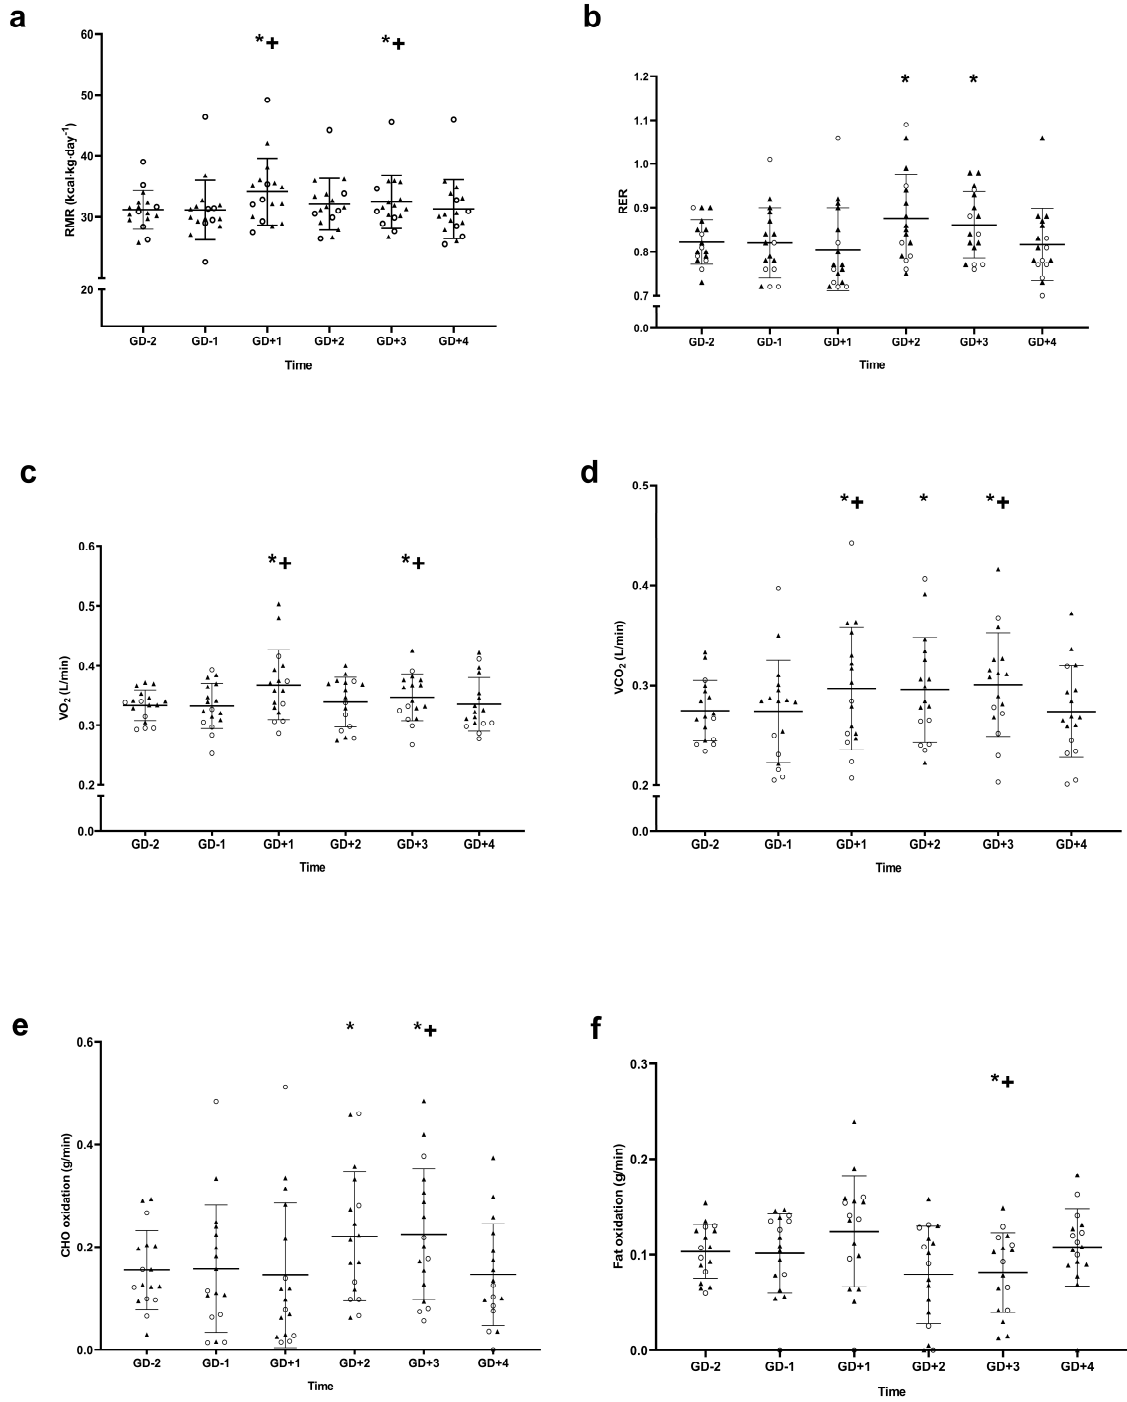 a
60
50
40
30
20
RMR (kcal·kg·day⁻¹)
* + * +
GD-2 GD-1 GD+1 GD+2 GD+3 GD+4
Time
b
1.2
1.1
1.0
0.9
0.8
0.7
0.0
RER
* *
GD-2 GD-1 GD+1 GD+2 GD+3 GD+4
Time
c
0.6
0.5
0.4
0.3
0.2
0.0
VO₂ (L/min)
* + * +
GD-2 GD-1 GD+1 GD+2 GD+3 GD+4
Time
d
0.5
0.4
0.3
0.2
0.0
VCO₂ (L/min)
* + * * +
GD-2 GD-1 GD+1 GD+2 GD+3 GD+4
Time
e
0.6
0.4
0.2
0.0
CHO oxidation (g/min)
* * +
GD-2 GD-1 GD+1 GD+2 GD+3 GD+4
Time
f
0.3
0.2
0.1
0.0
Fat oxidation (g/min)
* +
GD-2 GD-1 GD+1 GD+2 GD+3 GD+4
Time